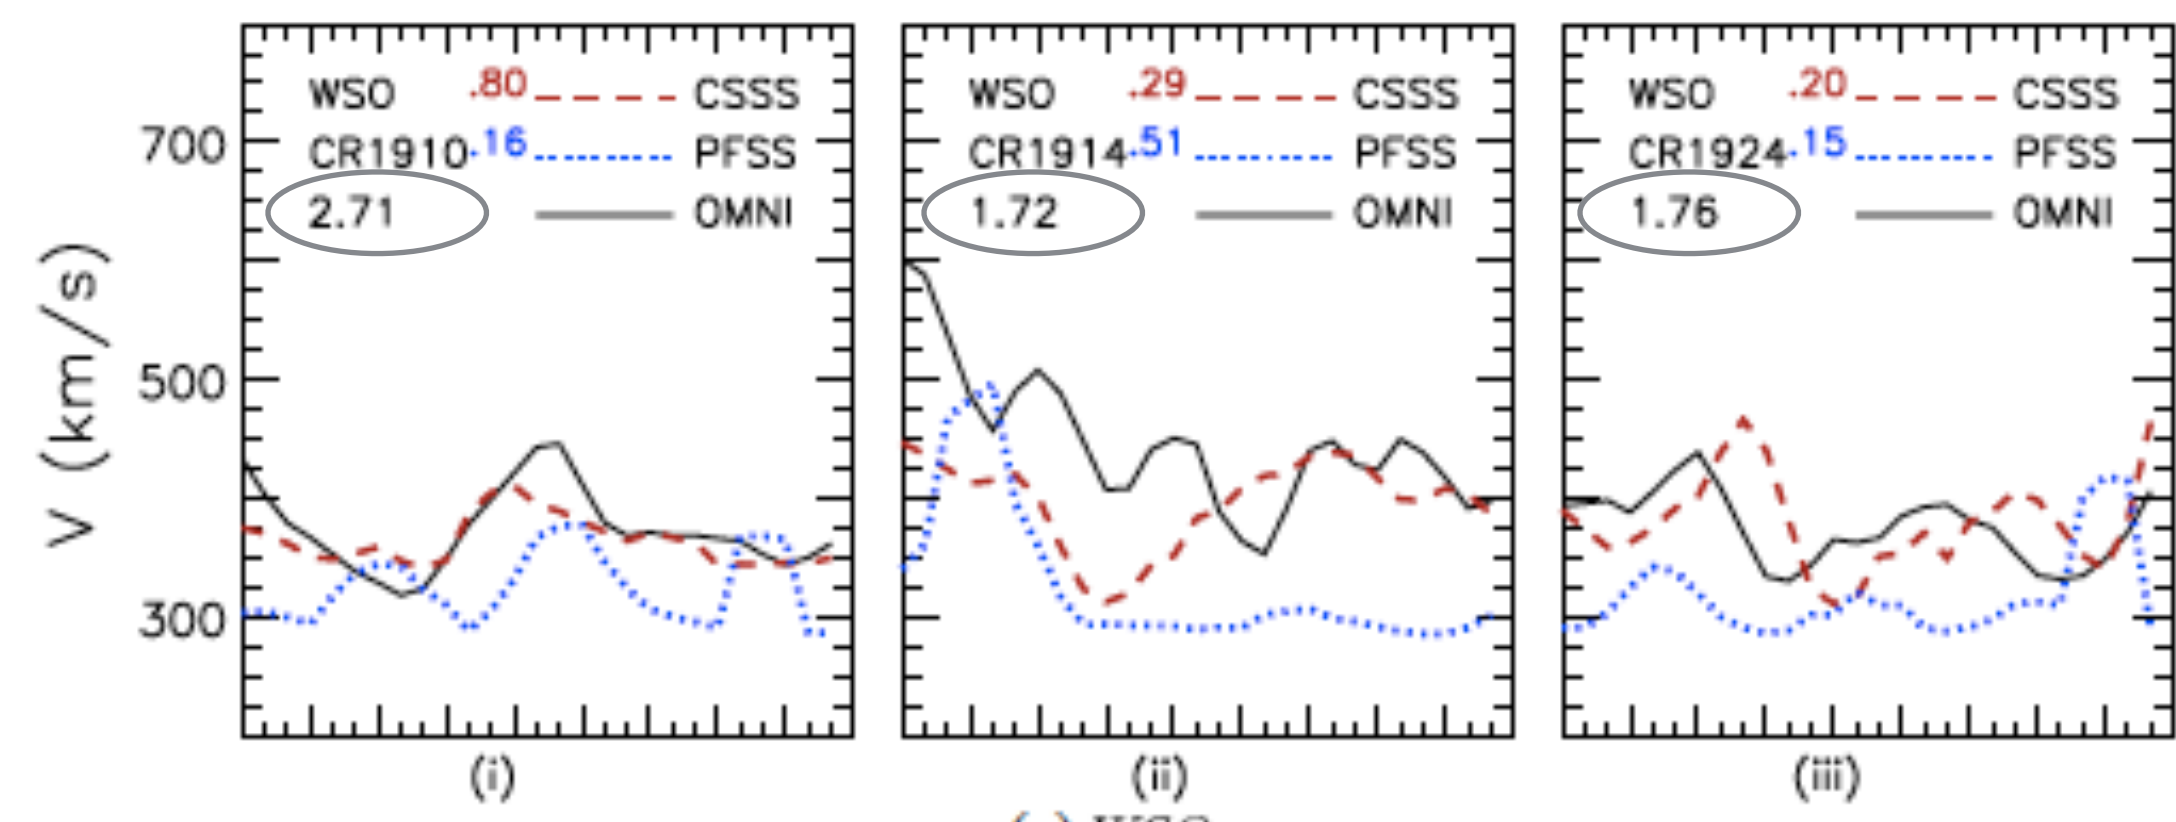 WSO .80 CSSS
CR1910 .16 PFSS
2.71 OMNI
WSO .29 CSSS
CR1914 .51 PFSS
1.72 OMNI
WSO .20 CSSS
CR1924 .15 PFSS
1.76 OMNI
700
500
300
V (km/s)
(i)
(ii)
(iii)